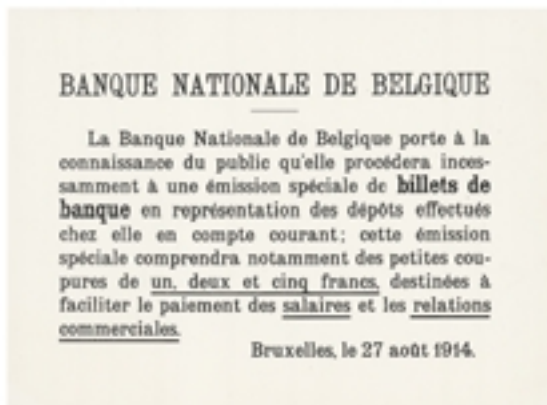 BANQUE NATIONALE DE BELGIQUE
La Banque Nationale de Belgique porte à la
connaissance du public qu'elle procédera inces-
samment à une émission spéciale de billets de
banque en représentation des dépôts effectués
chez elle en compte courant; cette émission
spéciale comprendra notamment des petites cou-
pures de un, deux et cinq francs, destinées à
faciliter le paiement des salaires et les relations
commerciales.
Bruxelles, le 27 août 1914.